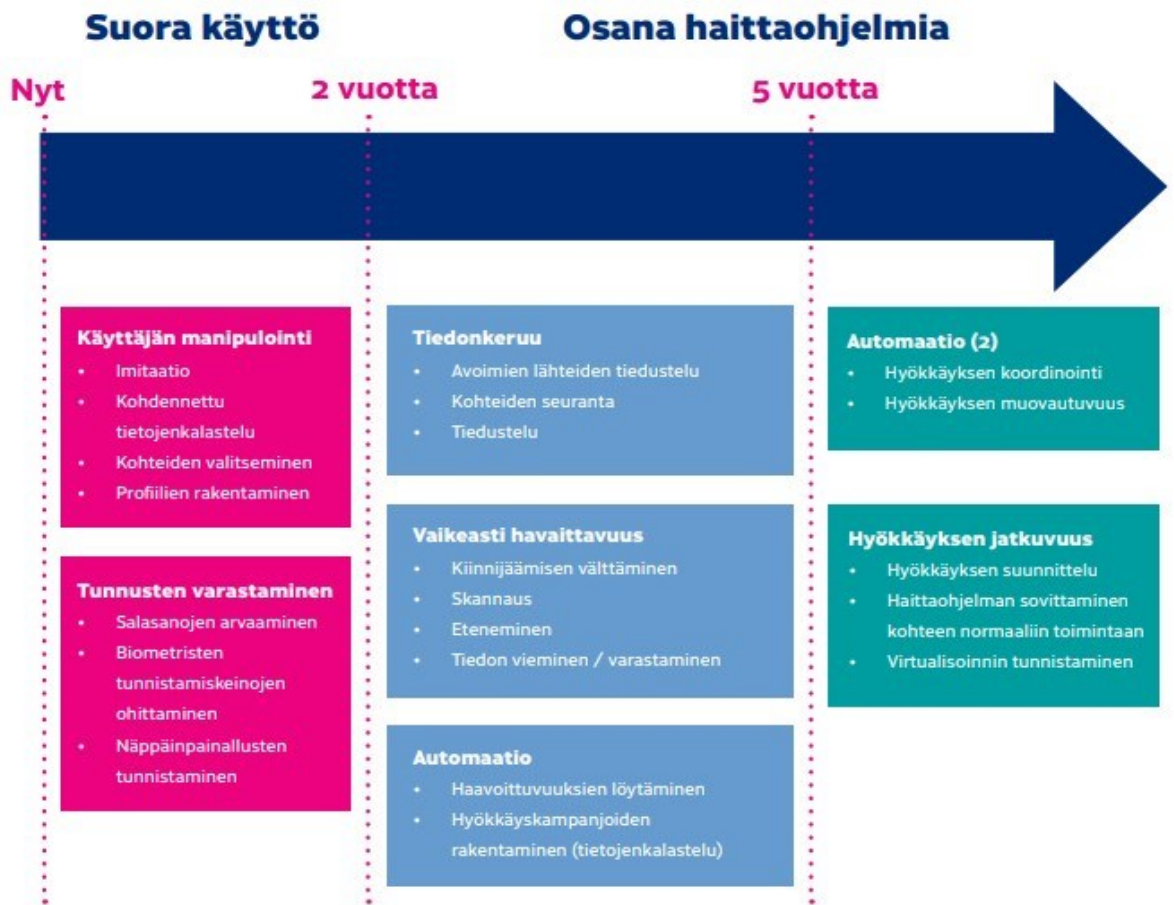 Suora käyttö
Osana haittaohjelmia
Nyt
2 vuotta
5 vuotta
Käyttäjän manipulointi
• Imitaatio
• Kohdennettu
tietojenkalastelu
• Kohteiden valitseminen
• Profiilien rakentaminen
Tunnusten varastaminen
• Salasanojen arvaaminen
• Biometristen
tunnistamiskeinojen
ohittaminen
• Näppäinpainallusten
tunnistaminen
Tiedonkeruu
• Avoimien lähteiden tiedustelu
• Kohteiden seuranta
• Tiedustelu
Vaikeasti havaittavuus
• Kiinnijäämisen välttäminen
• Skannaus
• Eteneminen
• Tiedon vieminen / varastaminen
Automaatio
• Haavoittuvuuksien löytäminen
• Hyökkäyskampanjoiden
rakentaminen (tietojenkalastelu)
Automaatio (2)
• Hyökkäyksen koordinointi
• Hyökkäyksen muovautuvuus
Hyökkäyksen jatkuvuus
• Hyökkäyksen suunnittelu
• Haittaohjelman sovittaminen
kohteen normaaliin toimintaan
• Virtualisoinnin tunnistaminen